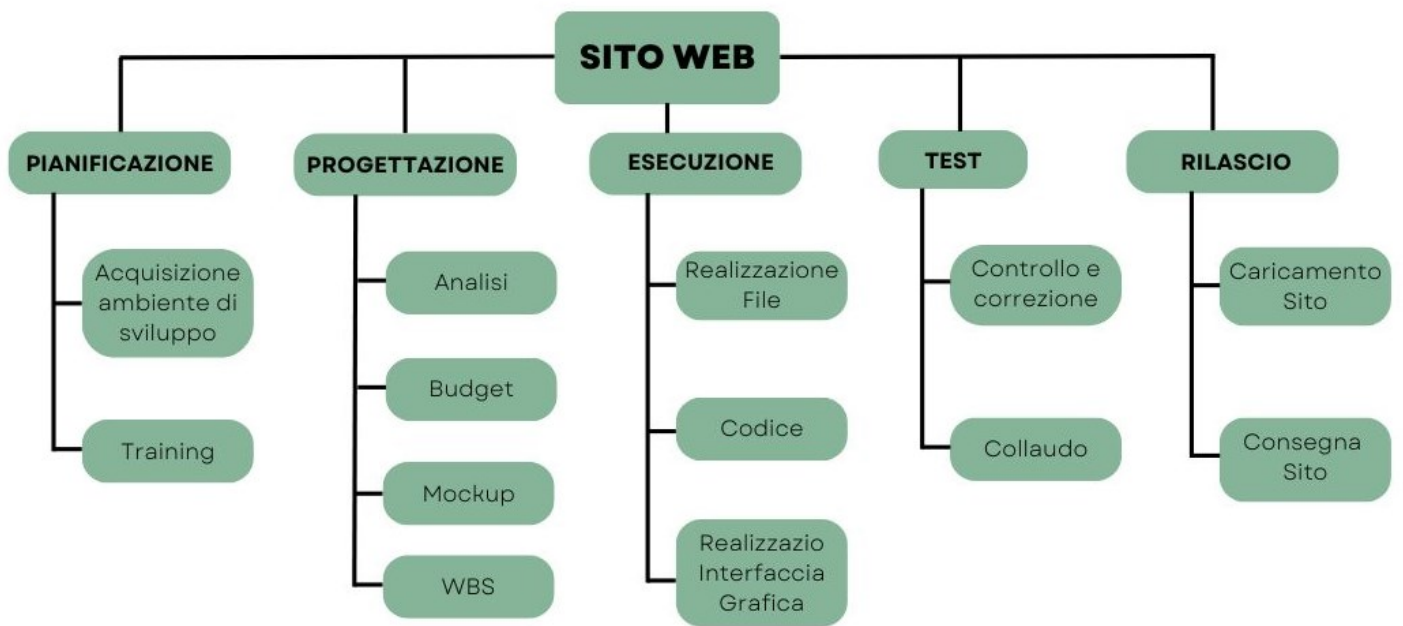 SITO WEB
PIANIFICAZIONE
PROGETTAZIONE
ESECUZIONE
TEST
RILASCIO
Acquisizione
ambiente di
sviluppo
Training
Analisi
Budget
Mockup
WBS
Realizzazione
File
Codice
Realizzazio
Interfaccia
Grafica
Controllo e
correzione
Collaudo
Caricamento
Sito
Consegna
Sito